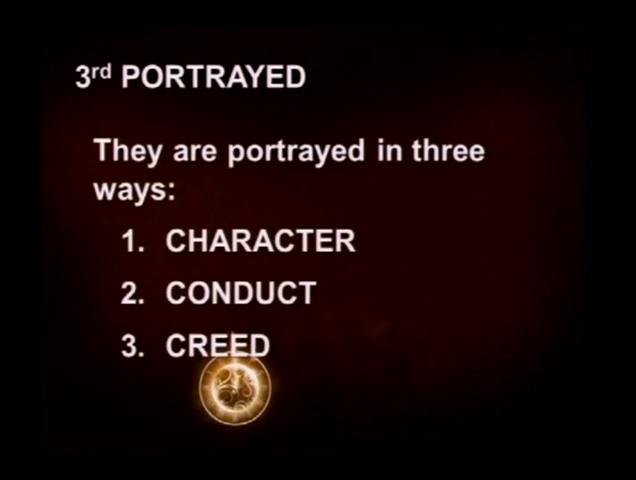 3rd PORTRAYED
They are portrayed in three
ways:
1. CHARACTER
2. CONDUCT
3. CREED